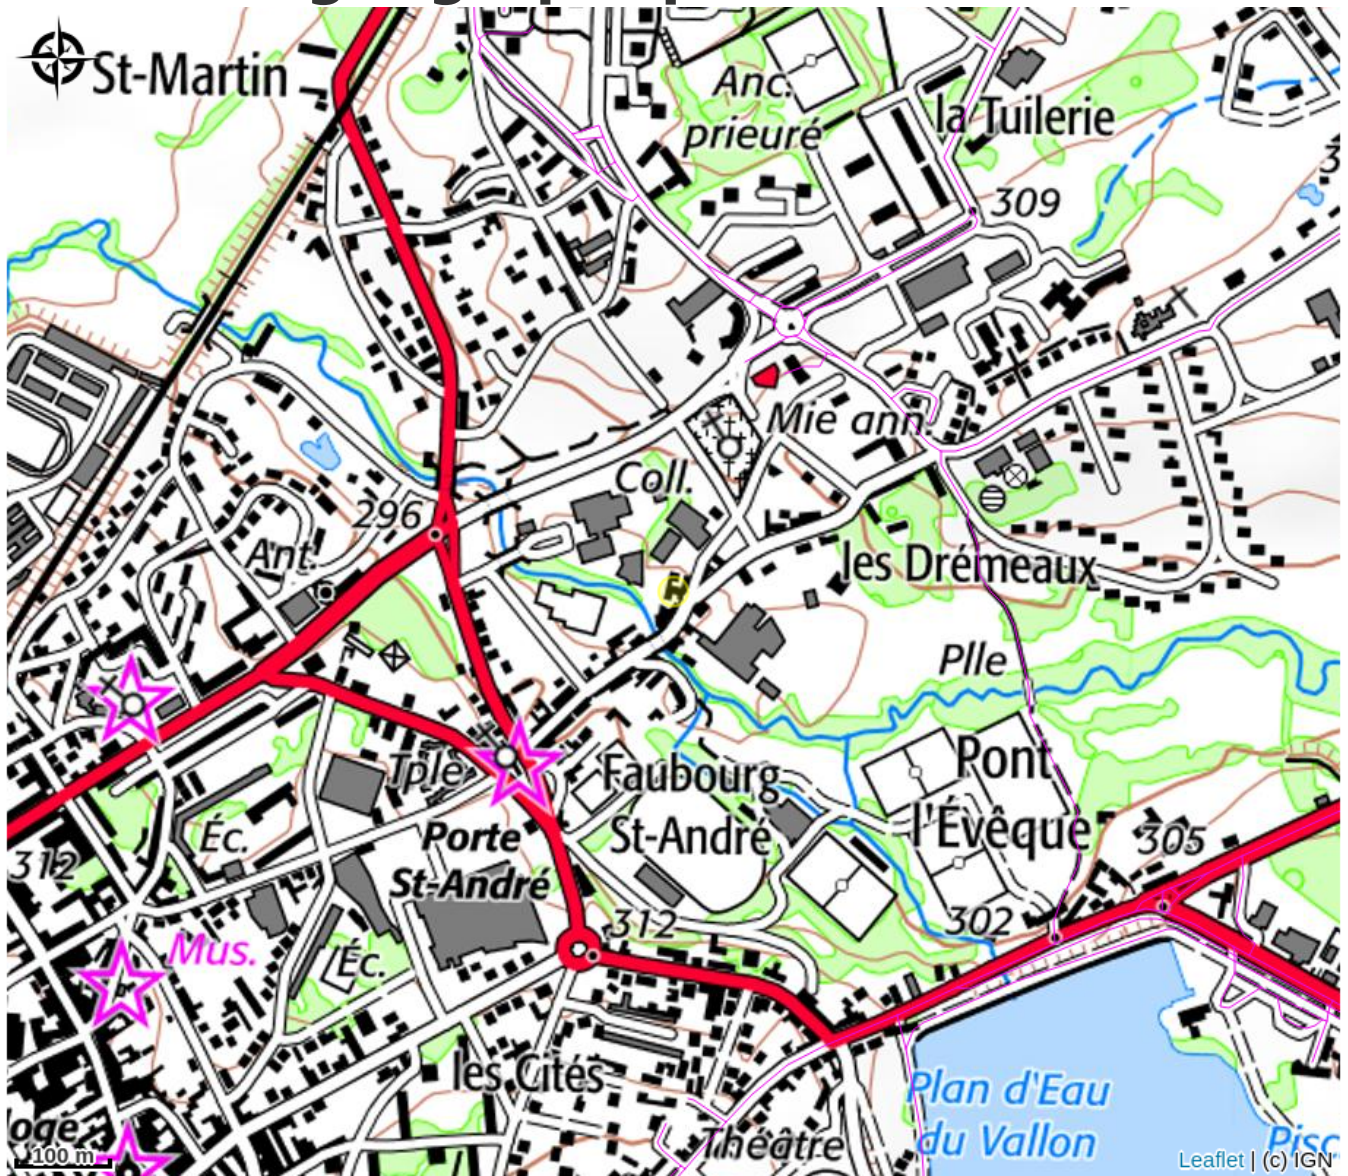 St-Martin
Anc.
prieuré
la Tuilerie
309
Mie ann.
Coll.
296
Ant.
les Drémeaux
Plle
Tple
Faubourg
St-André
Pont
l'Évêque
Porte
St-André
Éc.
312
305
312
302
Mus.
Éc.
les Cités
Plan d'Eau
du Vallon
Théâtre
100 m
Leaflet | (c) IGN